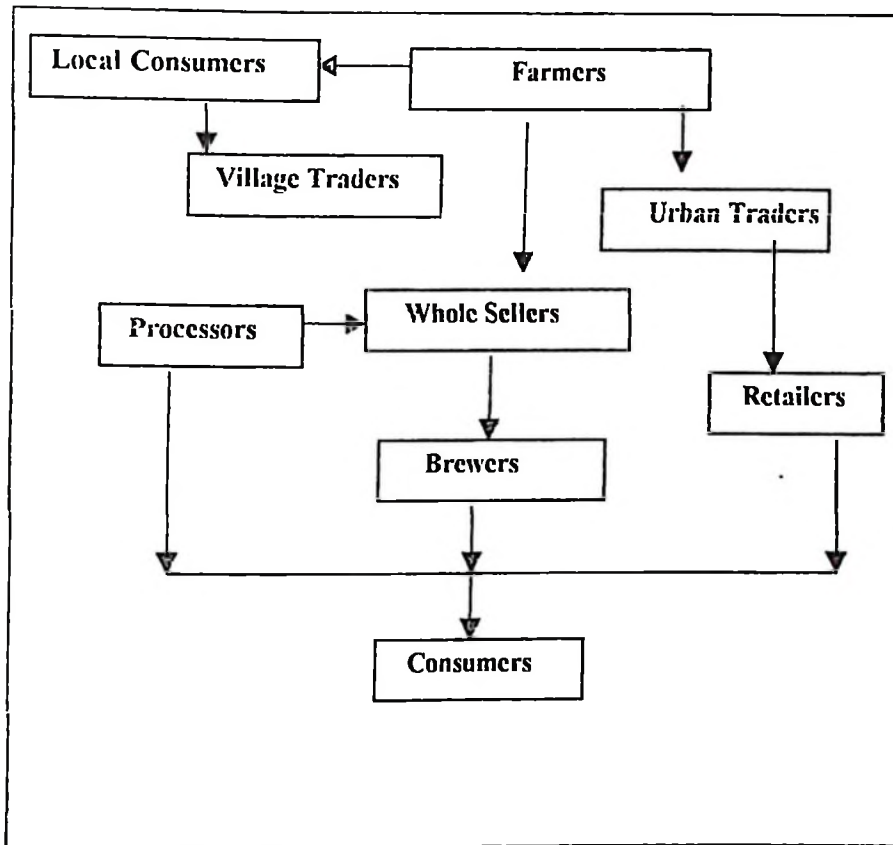 Local Consumers
Farmers
Village Traders
Urban Traders
Processors
Whole Sellers
Retailers
Brewers
Consumers